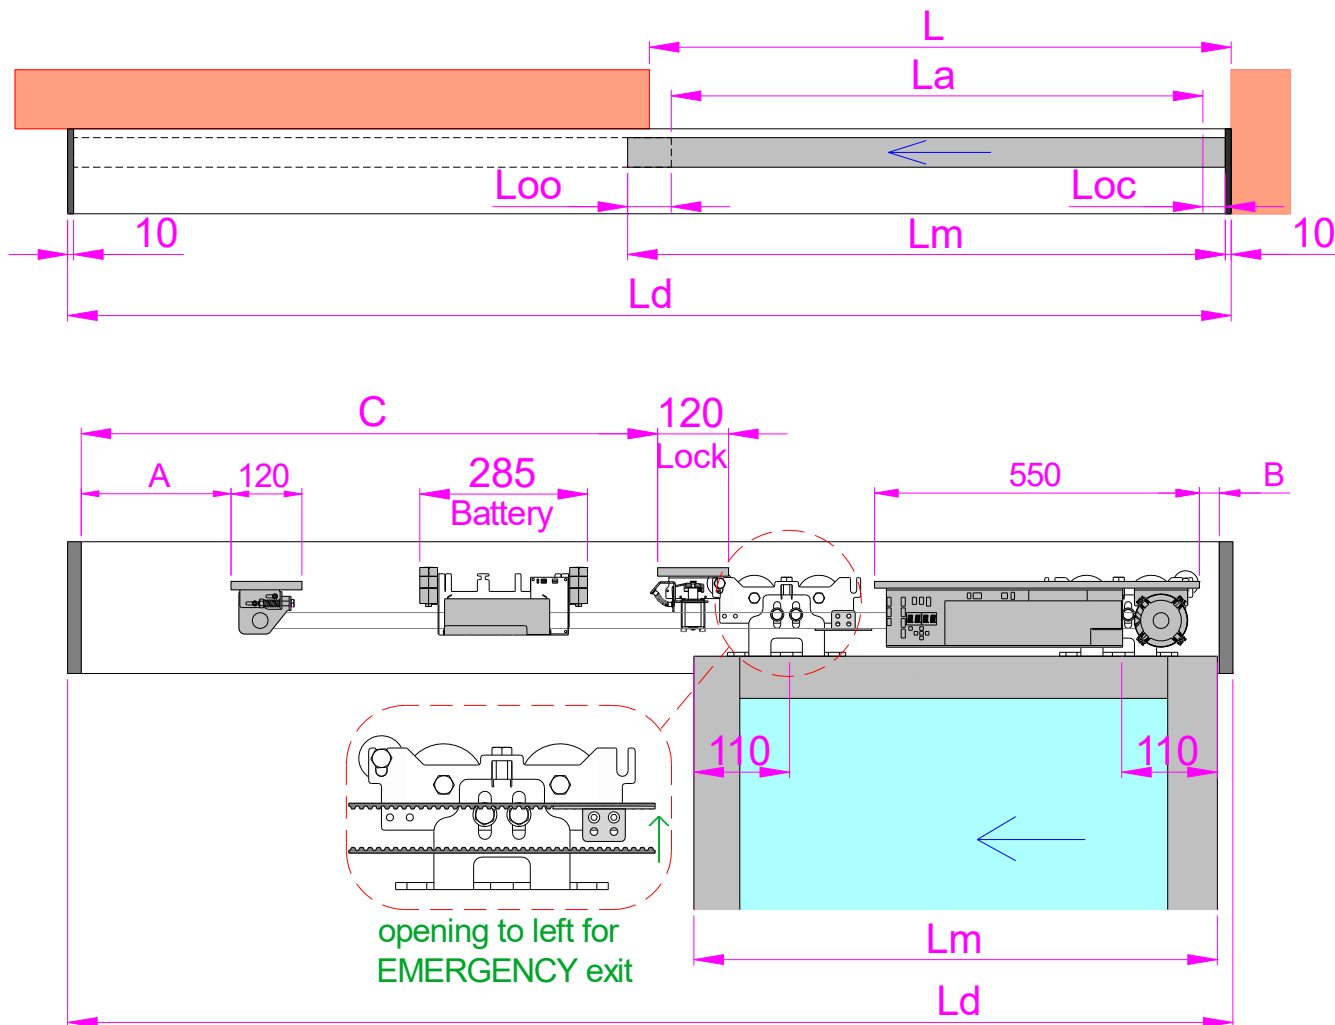 L
La
Loo
Loc
10
Lm
10
Ld
C
120
Lock
A
120
285
Battery
550
B
110
110
opening to left for
EMERGENCY exit
Lm
Ld